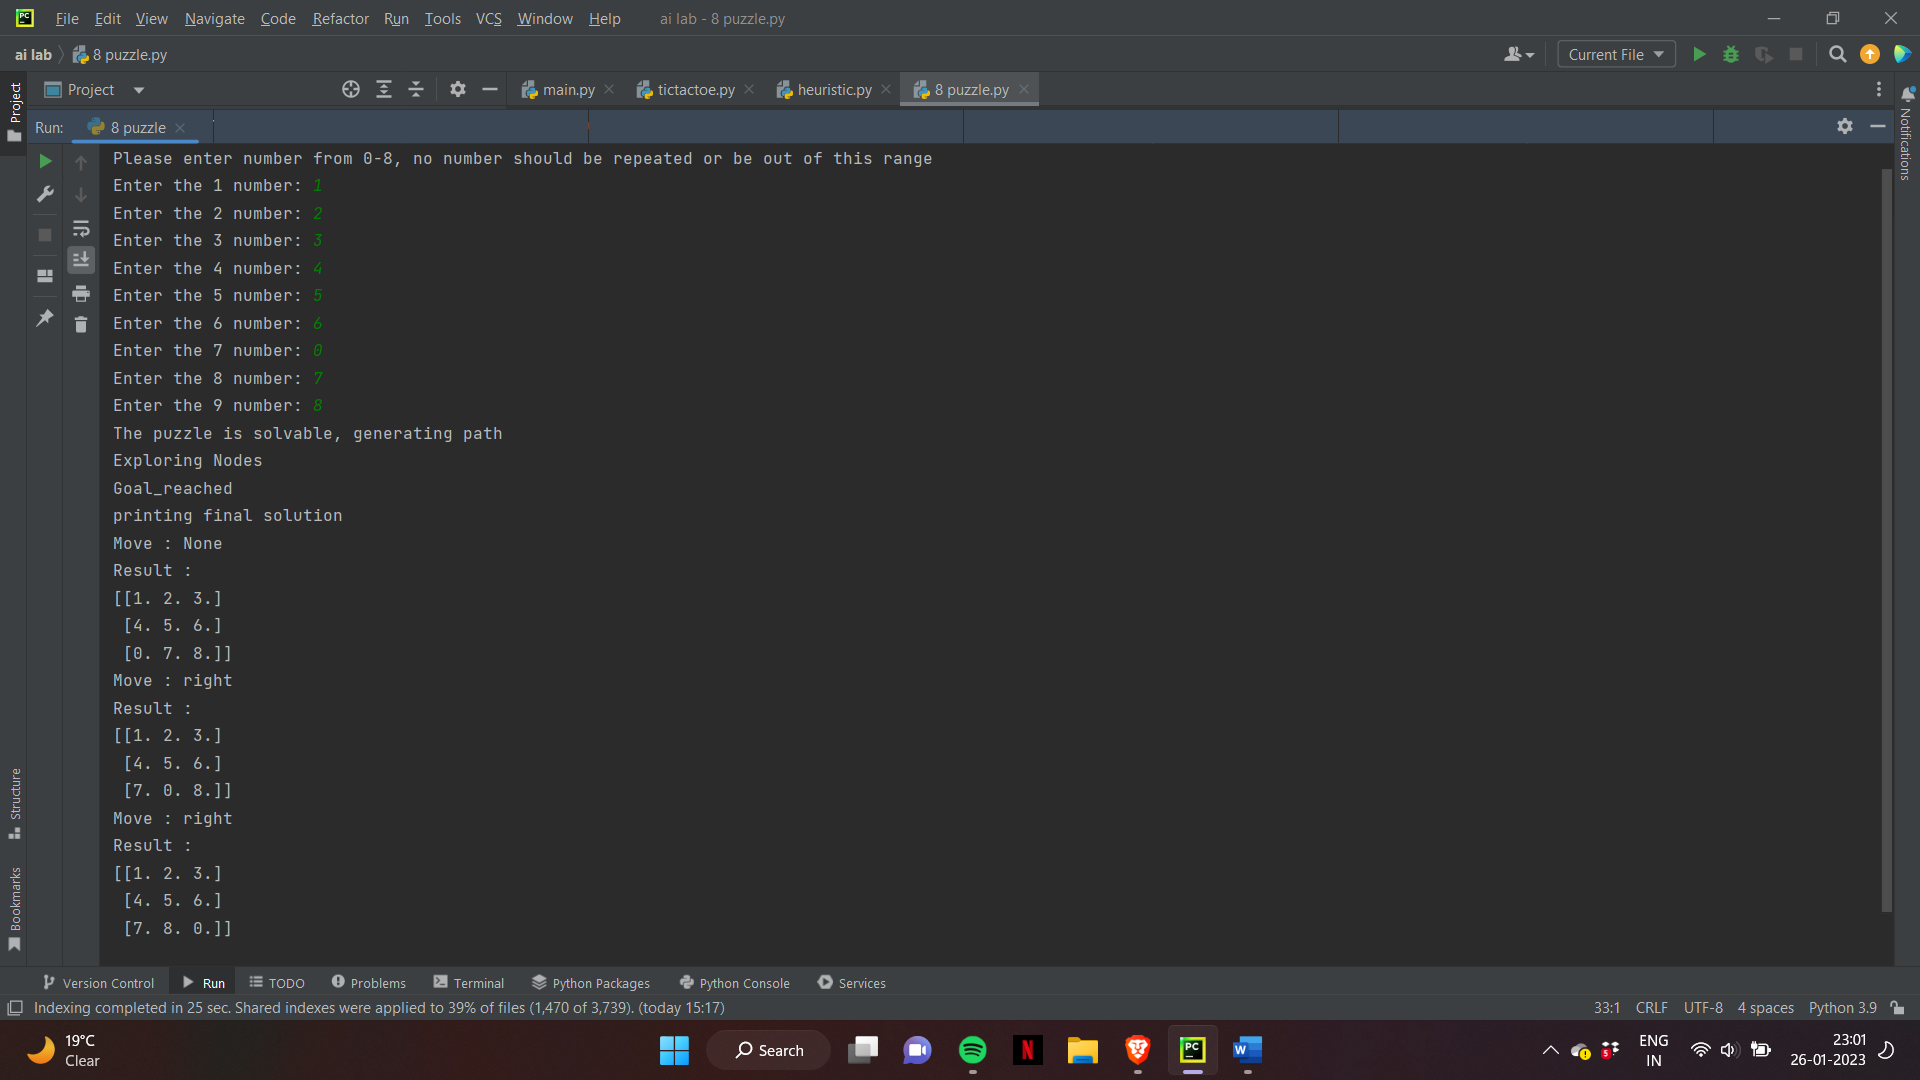 File Edit View Navigate Code Refactor Run Tools VCS Window Help ai lab - 8 puzzle.py
ai lab 8 puzzle.py Current File
Project main.py tictactoe.py heuristic.py 8 puzzle.py
Project
Notifications
Run: 8 puzzle
Please enter number from 0-8, no number should be repeated or be out of this range
Enter the 1 number: 1
Enter the 2 number: 2
Enter the 3 number: 3
Enter the 4 number: 4
Enter the 5 number: 5
Enter the 6 number: 6
Enter the 7 number: 0
Enter the 8 number: 7
Enter the 9 number: 8
The puzzle is solvable, generating path
Exploring Nodes
Goal_reached
printing final solution
Move : None
Result :
[[1. 2. 3.]
 [4. 5. 6.]
 [0. 7. 8.]]
Move : right
Result :
[[1. 2. 3.]
 [4. 5. 6.]
 [7. 0. 8.]]
Move : right
Result :
[[1. 2. 3.]
 [4. 5. 6.]
 [7. 8. 0.]]
Structure
Bookmarks
Version Control Run TODO Problems Terminal Python Packages Python Console Services
Indexing completed in 25 sec. Shared indexes were applied to 39% of files (1,470 of 3,739). (today 15:17) 33:1 CRLF UTF-8 4 spaces Python 3.9
19°C
Clear
Search
ENG
IN
23:01
26-01-2023